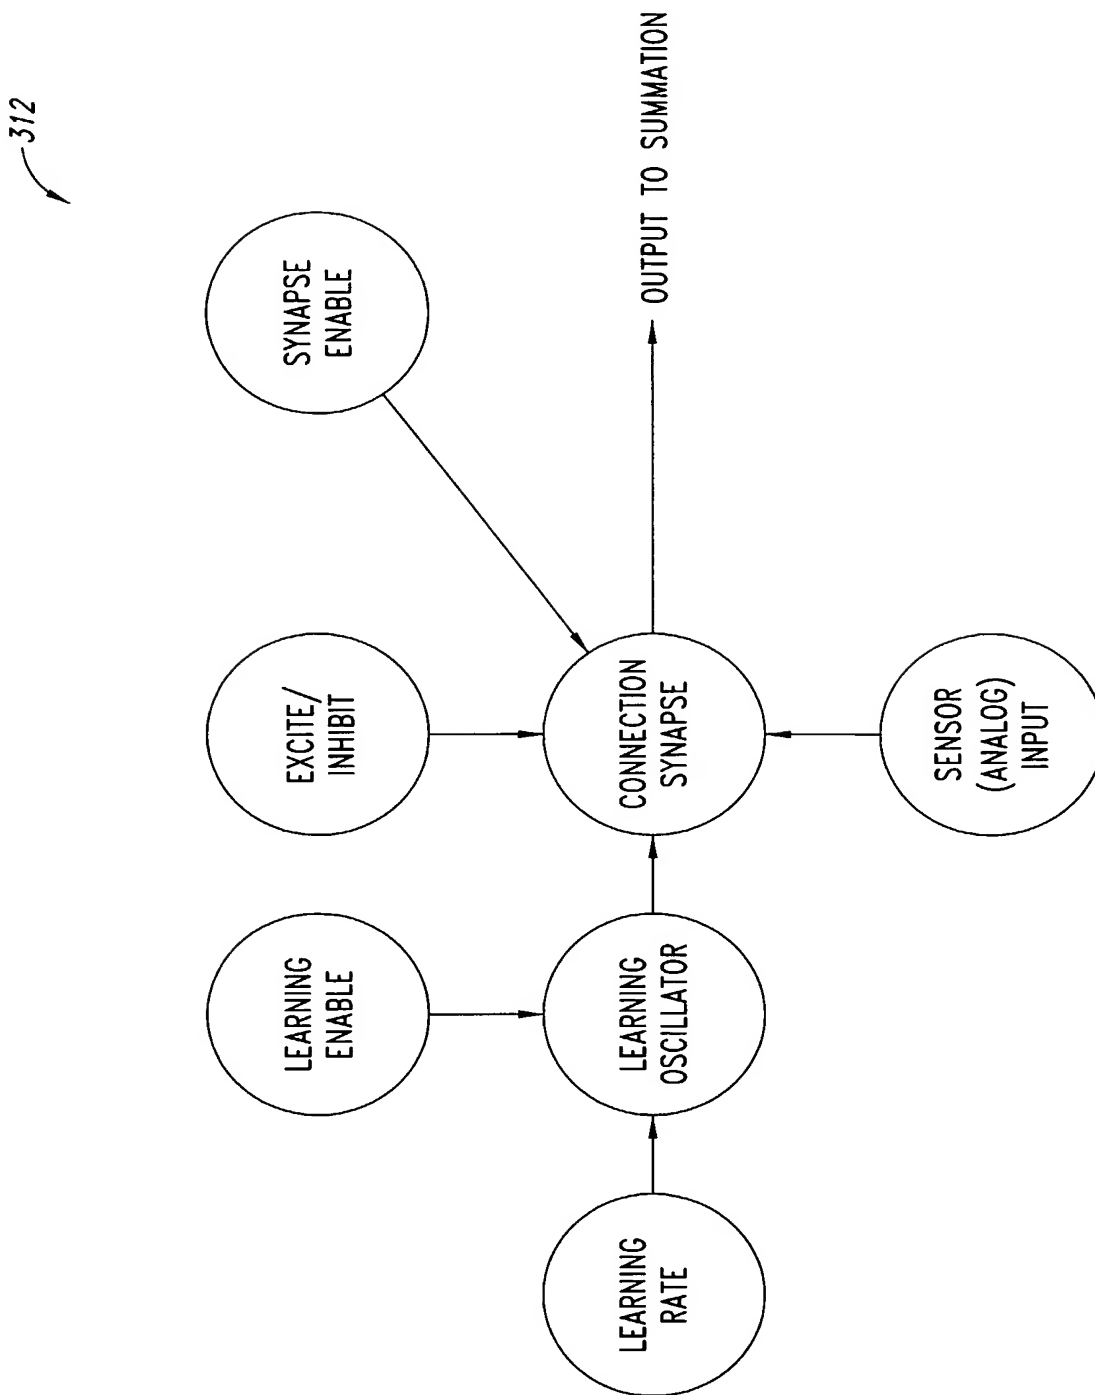 312
SYNAPSE
ENABLE
OUTPUT TO SUMMATION
EXCITE/
INHIBIT
CONNECTION
SYNAPSE
SENSOR
(ANALOG)
INPUT
LEARNING
ENABLE
LEARNING
OSCILLATOR
LEARNING
RATE